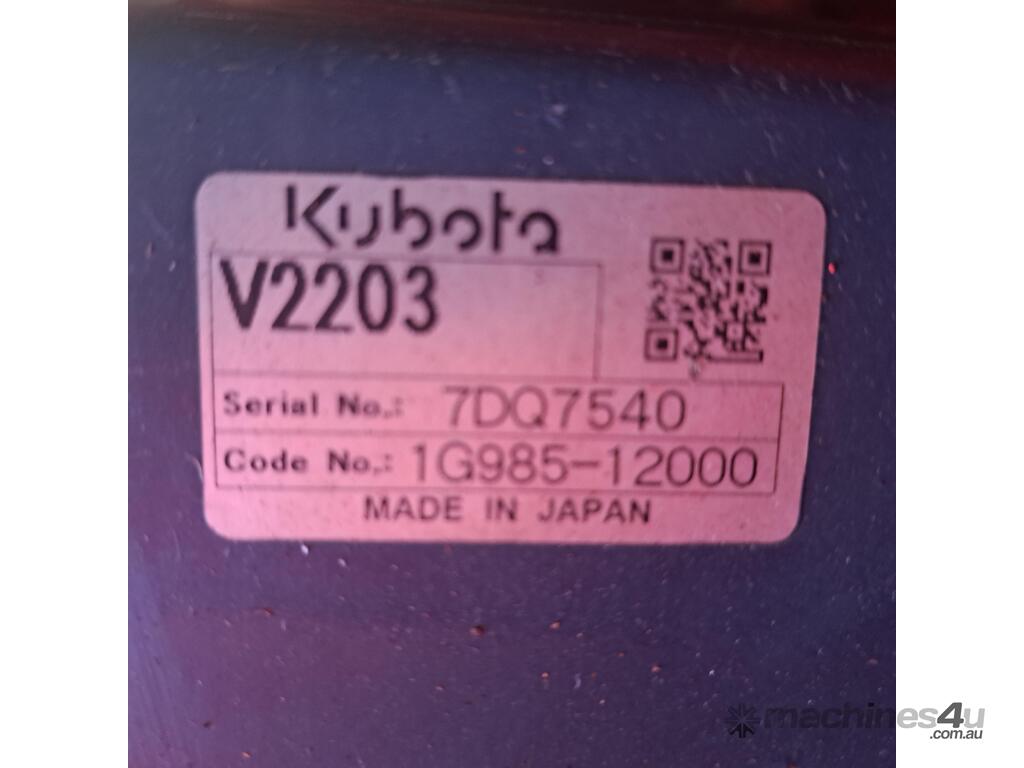 Kubota
V2203
Serial No.: 7DQ7540
Code No.: 1G985-12000
MADE IN JAPAN
machines4u
.com.au